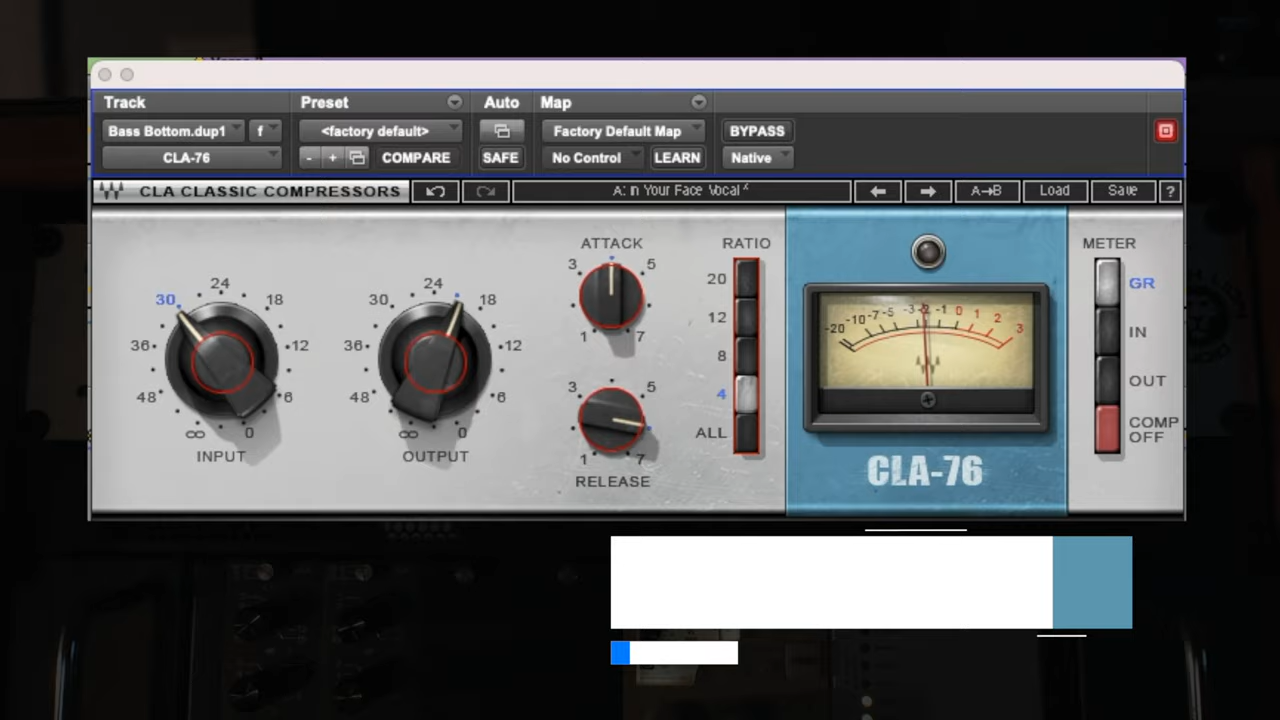 Track Preset Auto Map
Bass Bottom.dup1 f <factory default> Factory Default Map BYPASS
CLA-76 - + COMPARE SAFE No Control LEARN Native
CLA CLASSIC COMPRESSORS A: In Your Face Vocal A→B Load Save ?
ATTACK RATIO METER
24 30 18 36 12 48 6 ∞ 0
INPUT
24 30 18 36 12 48 6 ∞ 0
OUTPUT
3 5 1 7
3 5 1 7
RELEASE
20
12
8
4
ALL
-20 -10 -7 -5 -3 -2 -1 0 1 2 3
CLA-76
GR
IN
OUT
COMP
OFF